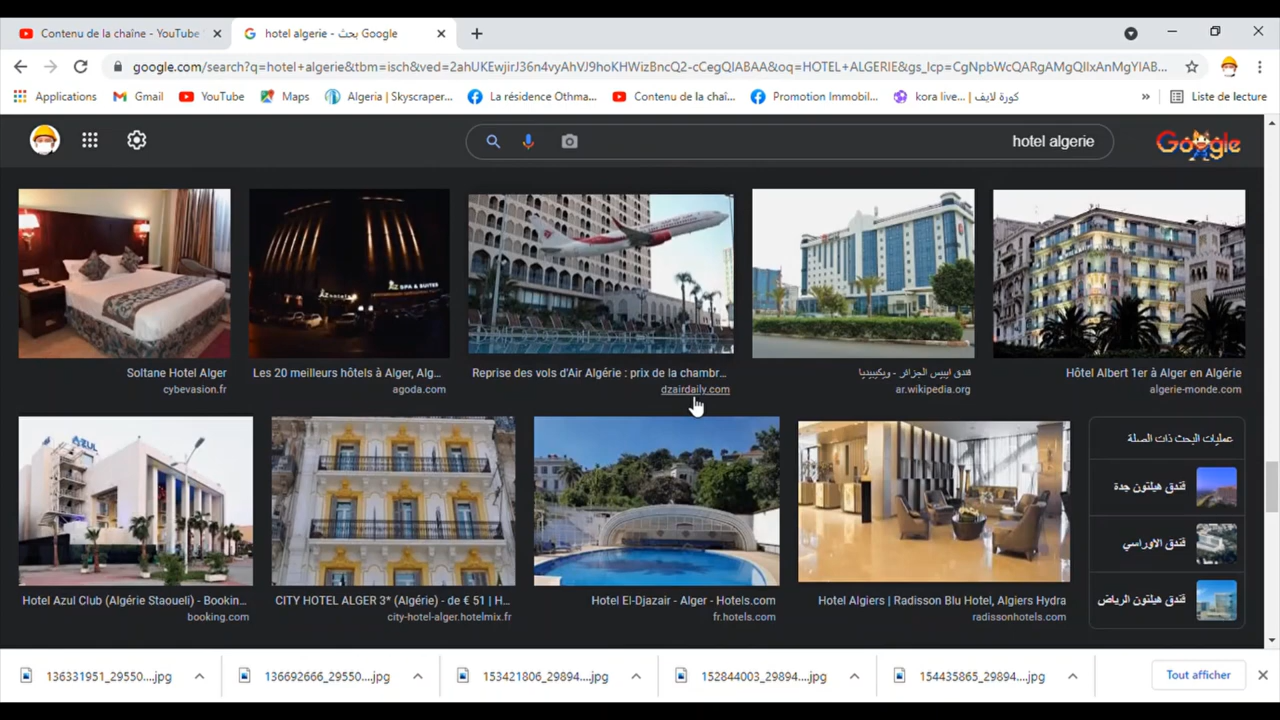 Contenu de la chaîne - YouTube
hotel algerie - بحث Google
google.com/search?q=hotel+algerie&tbm=isch&ved=2ahUKEwjirJ36n4vyAhVJ9hoKHWizBncQ2-cCegQIABAA&oq=HOTEL+ALGERIE&gs_lcp=CgNpbWcQARgAMgQIIxAnMgYIAB...
Applications
Gmail
YouTube
Maps
Algeria | Skyscraper...
La résidence Othma...
Contenu de la chaî...
Promotion Immobil...
kora live... | كورة لايف
»
Liste de lecture
hotel algerie
Google
AZ hotels
AZ SPA & SUITES
Soltane Hotel Alger
cybevasion.fr
Les 20 meilleurs hôtels à Alger, Alg...
agoda.com
Reprise des vols d'Air Algérie : prix de la chambr...
dzairdaily.com
فندق ايبيس الجزائر - ويكيبيديا
ar.wikipedia.org
Hôtel Albert 1er à Alger en Algérie
algerie-monde.com
AZUL
Hotel Azul Club (Algérie Staoueli) - Bookin...
booking.com
CITY HOTEL ALGER 3* (Algérie) - de € 51 | H...
city-hotel-alger.hotelmix.fr
Hotel El-Djazair - Alger - Hotels.com
fr.hotels.com
Hotel Algiers | Radisson Blu Hotel, Algiers Hydra
radissonhotels.com
عمليات البحث ذات الصلة
فندق هيلتون جدة
فندق الاوراسي
فندق هيلتون الرياض
136331951_29550....jpg
136692666_29550....jpg
153421806_29894....jpg
152844003_29894....jpg
154435865_29894....jpg
Tout afficher